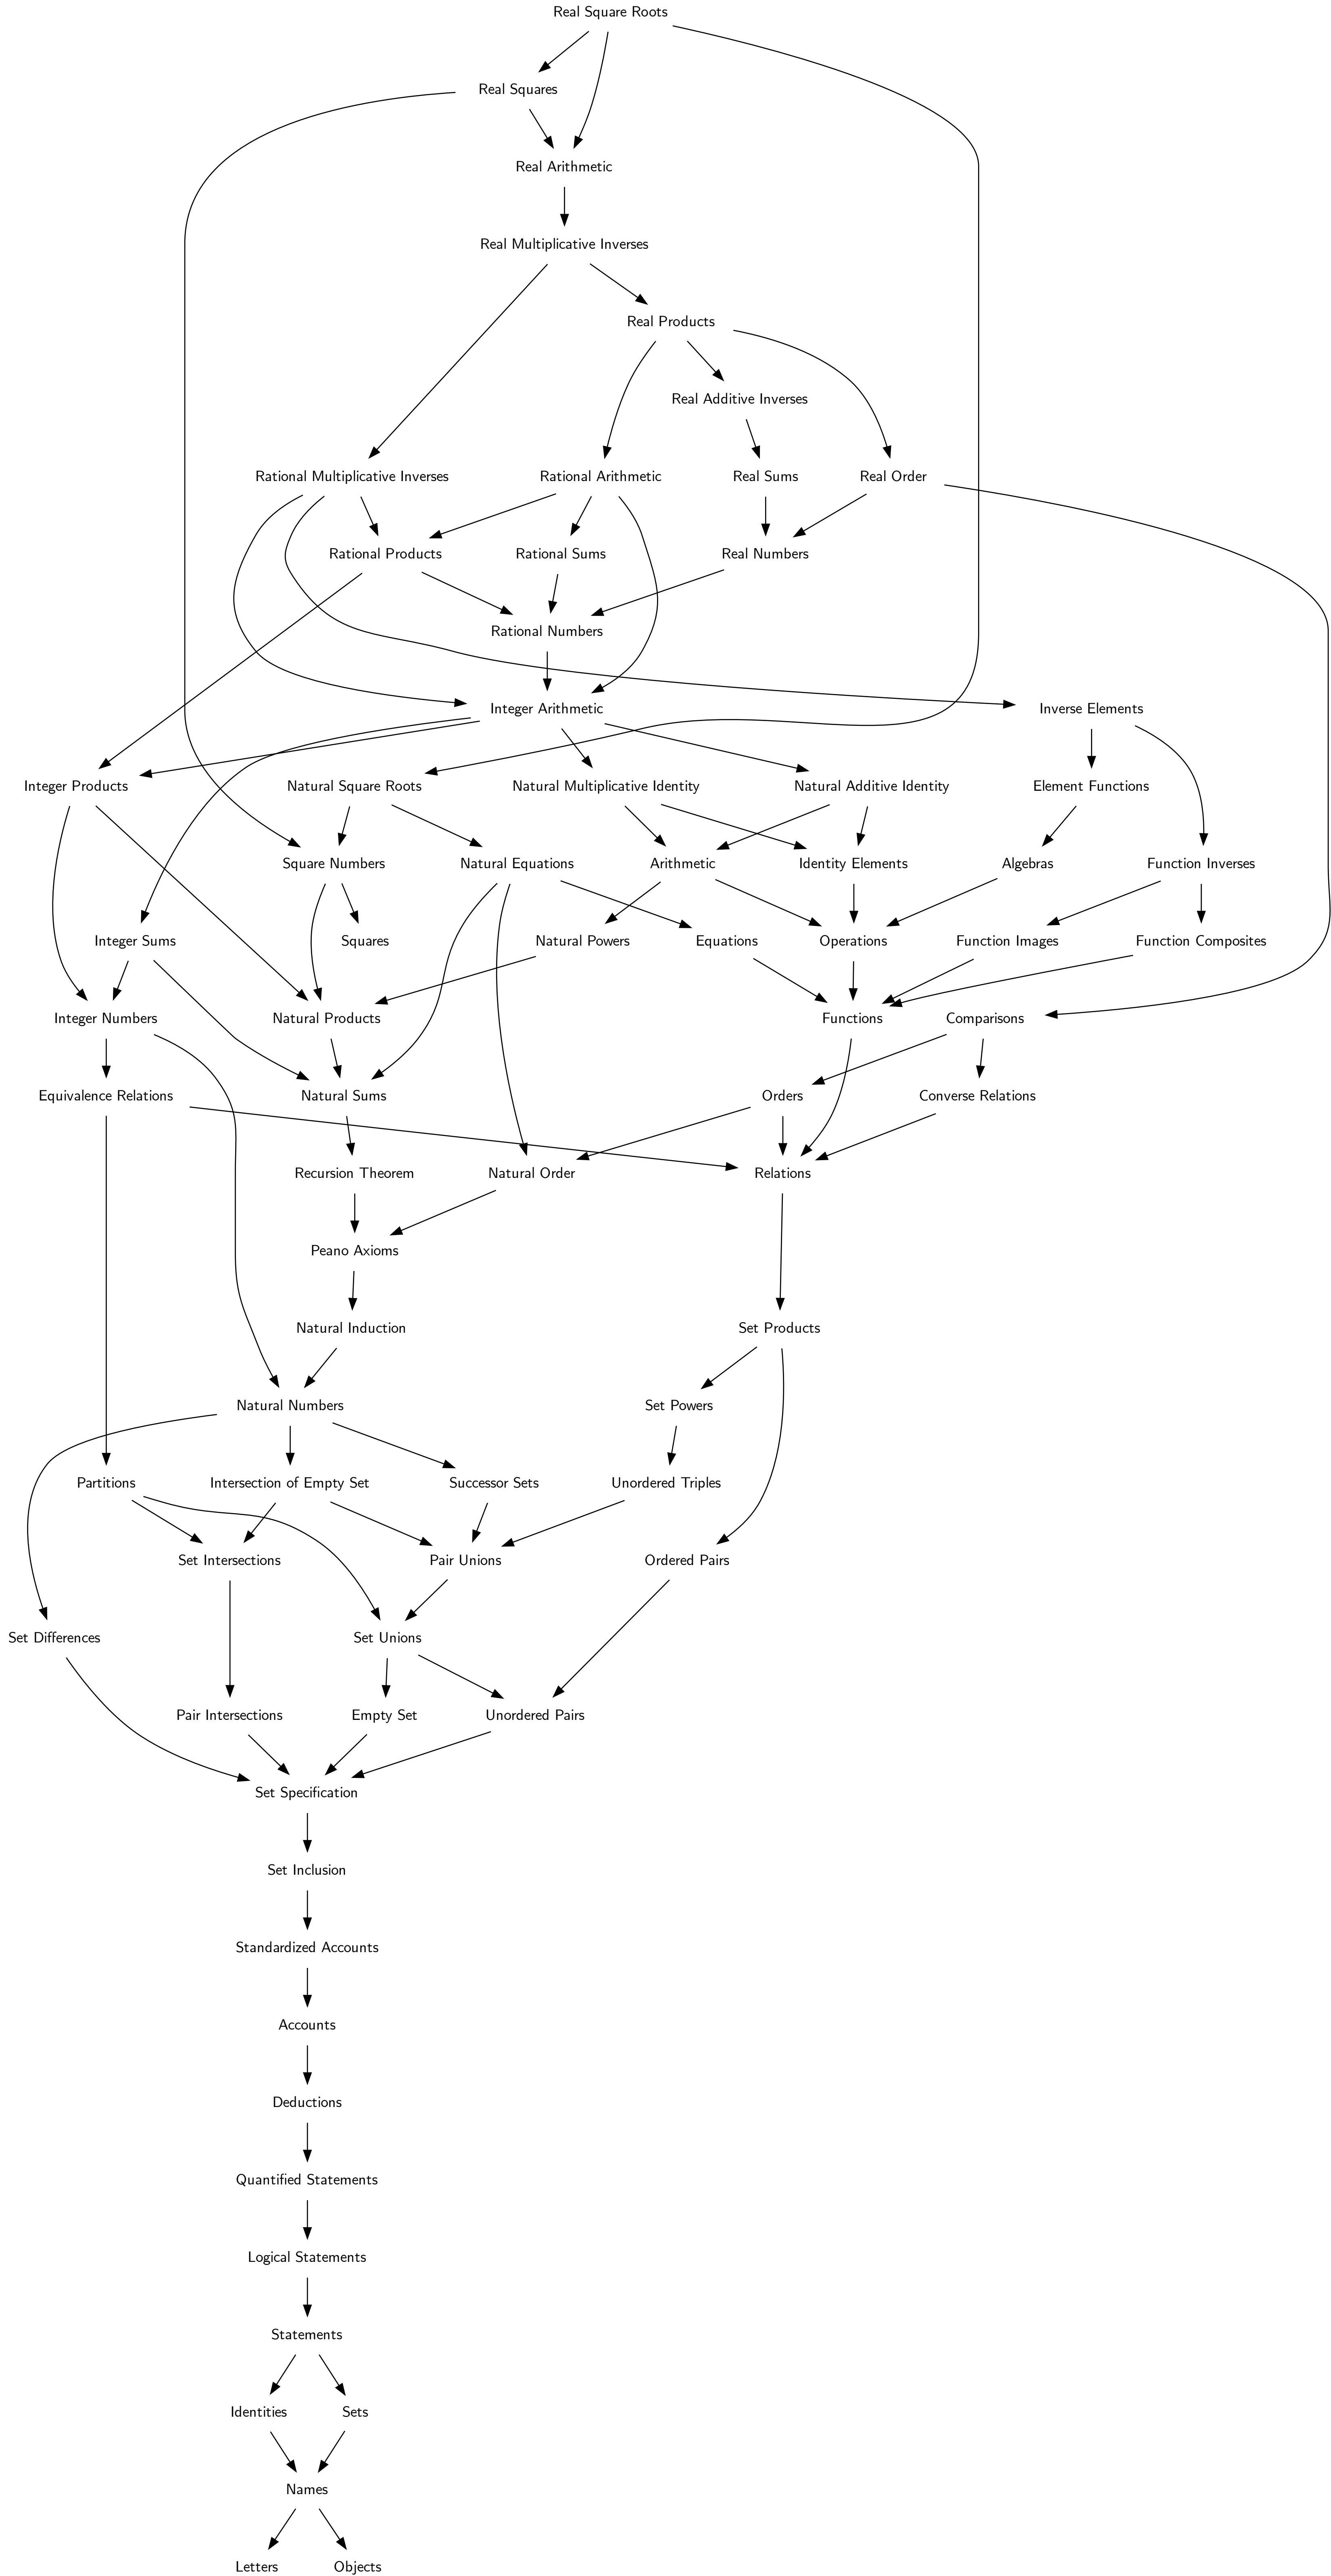 Real Square Roots
Real Squares
Real Arithmetic
Real Multiplicative Inverses
Real Products
Real Additive Inverses
Rational Multiplicative Inverses
Rational Arithmetic
Real Sums
Real Order
Rational Products
Rational Sums
Real Numbers
Rational Numbers
Integer Arithmetic
Inverse Elements
Integer Products
Natural Square Roots
Natural Multiplicative Identity
Natural Additive Identity
Element Functions
Square Numbers
Natural Equations
Arithmetic
Identity Elements
Algebras
Function Inverses
Integer Sums
Squares
Natural Powers
Equations
Operations
Function Images
Function Composites
Integer Numbers
Natural Products
Functions
Comparisons
Equivalence Relations
Natural Sums
Orders
Converse Relations
Recursion Theorem
Natural Order
Relations
Peano Axioms
Natural Induction
Set Products
Natural Numbers
Set Powers
Partitions
Intersection of Empty Set
Successor Sets
Unordered Triples
Set Intersections
Pair Unions
Ordered Pairs
Set Differences
Set Unions
Pair Intersections
Empty Set
Unordered Pairs
Set Specification
Set Inclusion
Standardized Accounts
Accounts
Deductions
Quantified Statements
Logical Statements
Statements
Identities
Sets
Names
Letters
Objects